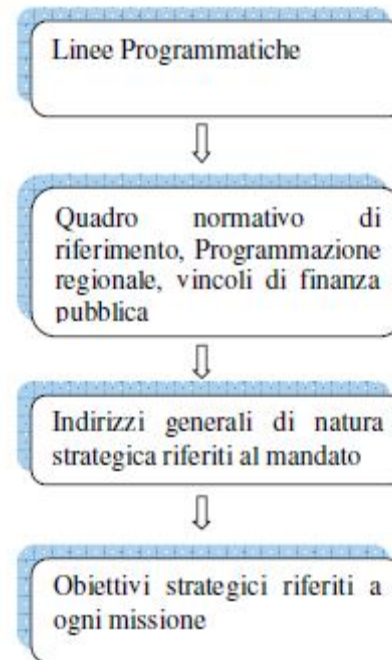 Linee Programmatiche
Quadro normativo di
riferimento, Programmazione
regionale, vincoli di finanza
pubblica
Indirizzi generali di natura
strategica riferiti al mandato
Obiettivi strategici riferiti a
ogni missione